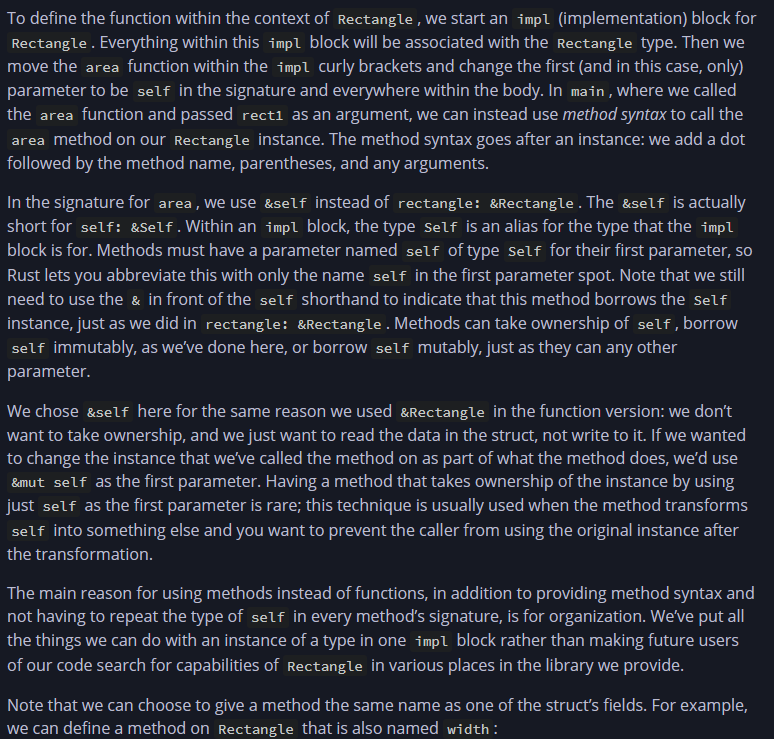 To define the function within the context of Rectangle, we start an impl (implementation) block for
Rectangle. Everything within this impl block will be associated with the Rectangle type. Then we
move the area function within the impl curly brackets and change the first (and in this case, only)
parameter to be self in the signature and everywhere within the body. In main, where we called
the area function and passed rect1 as an argument, we can instead use method syntax to call the
area method on our Rectangle instance. The method syntax goes after an instance: we add a dot
followed by the method name, parentheses, and any arguments.
In the signature for area, we use &self instead of rectangle: &Rectangle. The &self is actually
short for self: &Self. Within an impl block, the type Self is an alias for the type that the impl
block is for. Methods must have a parameter named self of type Self for their first parameter, so
Rust lets you abbreviate this with only the name self in the first parameter spot. Note that we still
need to use the & in front of the self shorthand to indicate that this method borrows the Self
instance, just as we did in rectangle: &Rectangle. Methods can take ownership of self, borrow
self immutably, as we’ve done here, or borrow self mutably, just as they can any other
parameter.
We chose &self here for the same reason we used &Rectangle in the function version: we don’t
want to take ownership, and we just want to read the data in the struct, not write to it. If we wanted
to change the instance that we’ve called the method on as part of what the method does, we’d use
&mut self as the first parameter. Having a method that takes ownership of the instance by using
just self as the first parameter is rare; this technique is usually used when the method transforms
self into something else and you want to prevent the caller from using the original instance after
the transformation.
The main reason for using methods instead of functions, in addition to providing method syntax and
not having to repeat the type of self in every method’s signature, is for organization. We’ve put all
the things we can do with an instance of a type in one impl block rather than making future users
of our code search for capabilities of Rectangle in various places in the library we provide.
Note that we can choose to give a method the same name as one of the struct’s fields. For example,
we can define a method on Rectangle that is also named width: